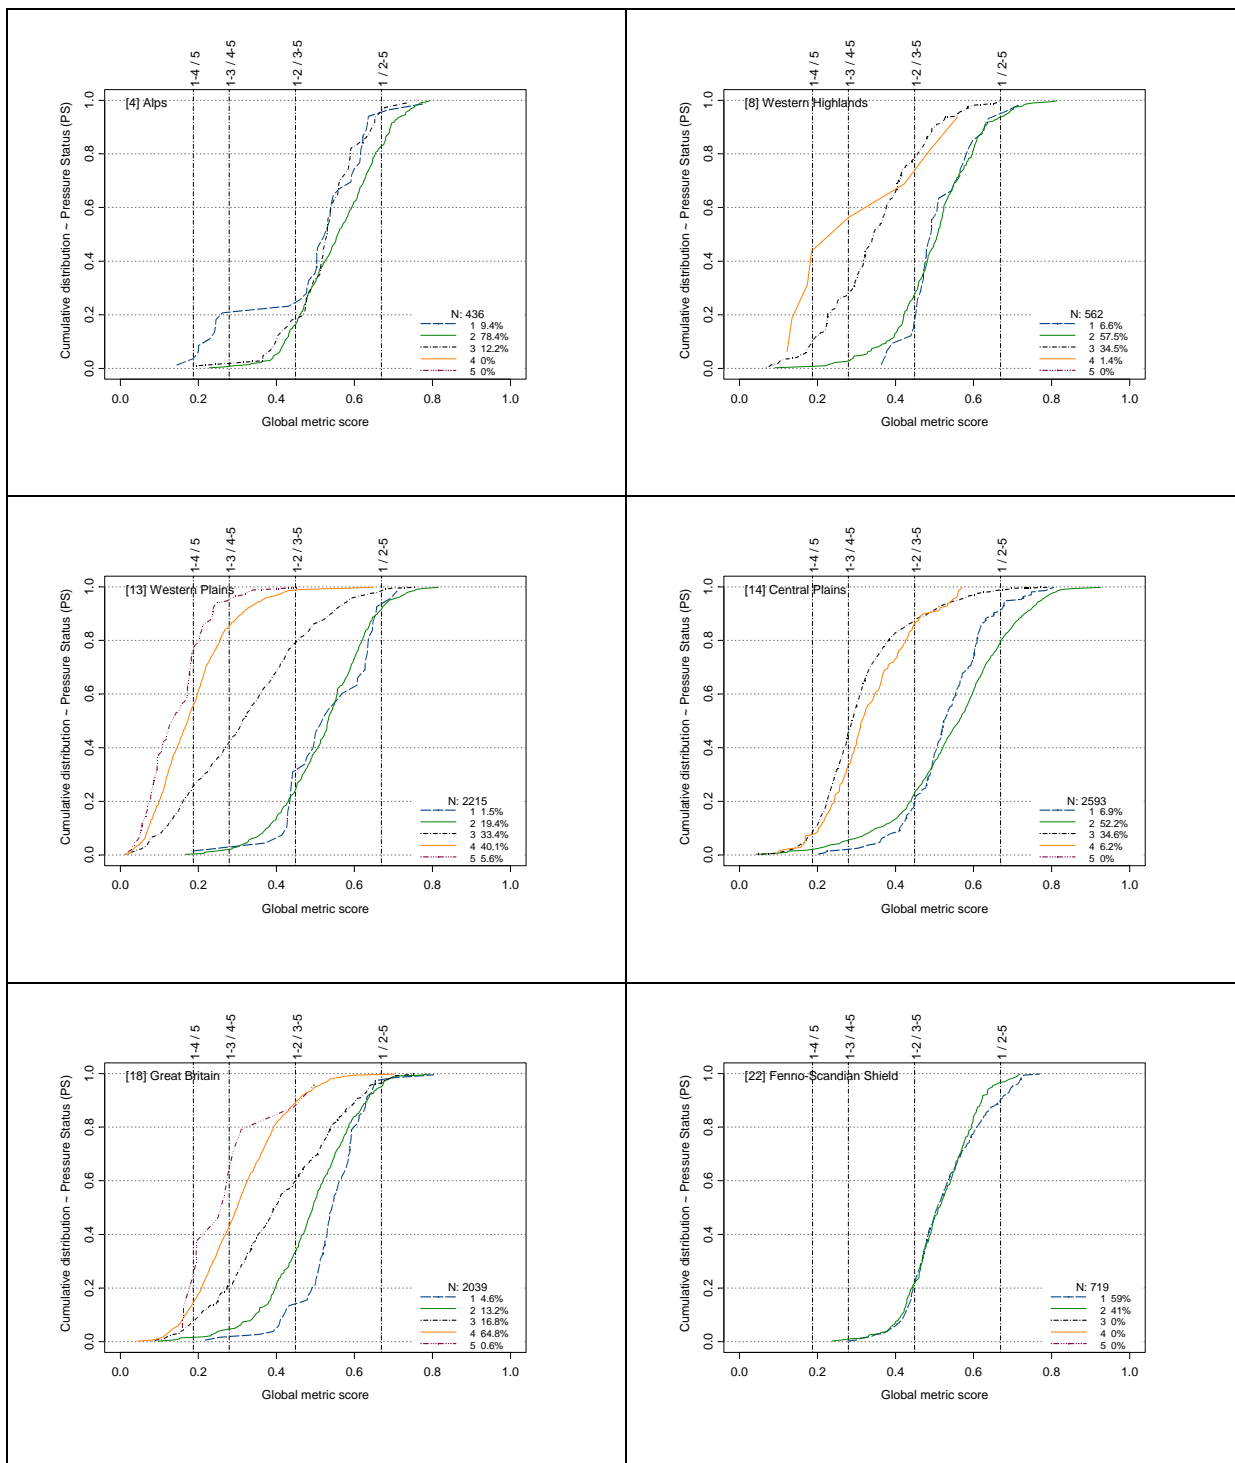 1-4 / 5
1-3 / 4-5
1-2 / 3-5
1 / 2-5
[4] Alps
Cumulative distribution ~ Pressure Status (PS)
1.0
0.8
0.6
0.4
0.2
0.0
N: 436
1 9.4%
2 78.4%
3 12.2%
4 0%
5 0%
0.0 0.2 0.4 0.6 0.8 1.0
Global metric score
1-4 / 5
1-3 / 4-5
1-2 / 3-5
1 / 2-5
[8] Western Highlands
Cumulative distribution ~ Pressure Status (PS)
1.0
0.8
0.6
0.4
0.2
0.0
N: 562
1 6.6%
2 57.5%
3 34.5%
4 1.4%
5 0%
0.0 0.2 0.4 0.6 0.8 1.0
Global metric score
1-4 / 5
1-3 / 4-5
1-2 / 3-5
1 / 2-5
[13] Western Plains
Cumulative distribution ~ Pressure Status (PS)
1.0
0.8
0.6
0.4
0.2
0.0
N: 2215
1 1.5%
2 19.4%
3 33.4%
4 40.1%
5 5.6%
0.0 0.2 0.4 0.6 0.8 1.0
Global metric score
1-4 / 5
1-3 / 4-5
1-2 / 3-5
1 / 2-5
[14] Central Plains
Cumulative distribution ~ Pressure Status (PS)
1.0
0.8
0.6
0.4
0.2
0.0
N: 2593
1 6.9%
2 52.2%
3 34.6%
4 6.2%
5 0%
0.0 0.2 0.4 0.6 0.8 1.0
Global metric score
1-4 / 5
1-3 / 4-5
1-2 / 3-5
1 / 2-5
[18] Great Britain
Cumulative distribution ~ Pressure Status (PS)
1.0
0.8
0.6
0.4
0.2
0.0
N: 2039
1 4.6%
2 13.2%
3 16.8%
4 64.8%
5 0.6%
0.0 0.2 0.4 0.6 0.8 1.0
Global metric score
1-4 / 5
1-3 / 4-5
1-2 / 3-5
1 / 2-5
[22] Fenno-Scandian Shield
Cumulative distribution ~ Pressure Status (PS)
1.0
0.8
0.6
0.4
0.2
0.0
N: 719
1 59%
2 41%
3 0%
4 0%
5 0%
0.0 0.2 0.4 0.6 0.8 1.0
Global metric score